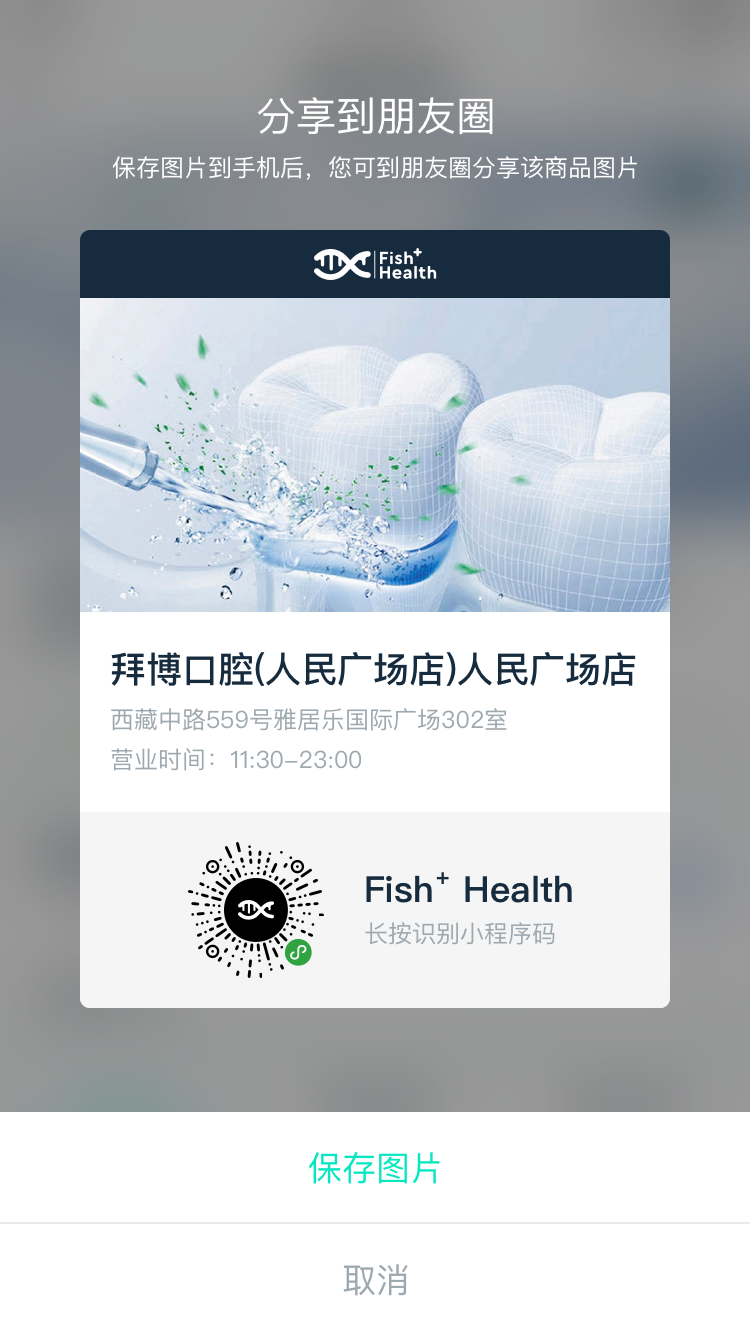 分享到朋友圈
保存图片到手机后，您可到朋友圈分享该商品图片
Fish+
Health
拜博口腔(人民广场店)人民广场店
西藏中路559号雅居乐国际广场302室
营业时间：11:30-23:00
Fish+ Health
长按识别小程序码
保存图片
取消